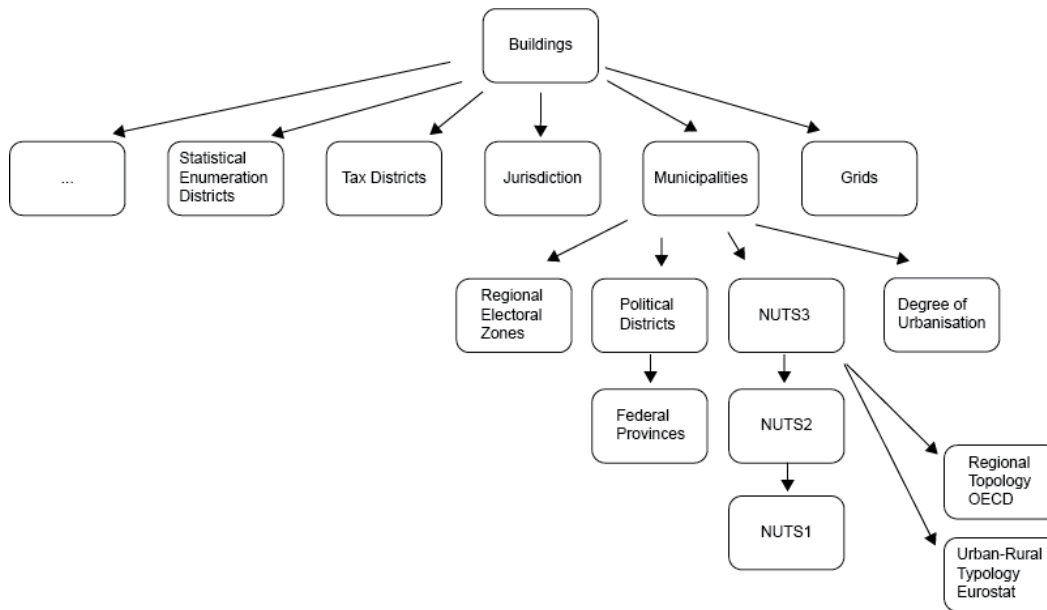 Buildings
...
Statistical
Enumeration
Districts
Tax Districts
Jurisdiction
Municipalities
Grids
Regional
Electoral
Zones
Political
Districts
NUTS3
Degree of
Urbanisation
Federal
Provinces
NUTS2
Regional
Topology
OECD
NUTS1
Urban-Rural
Typology
Eurostat